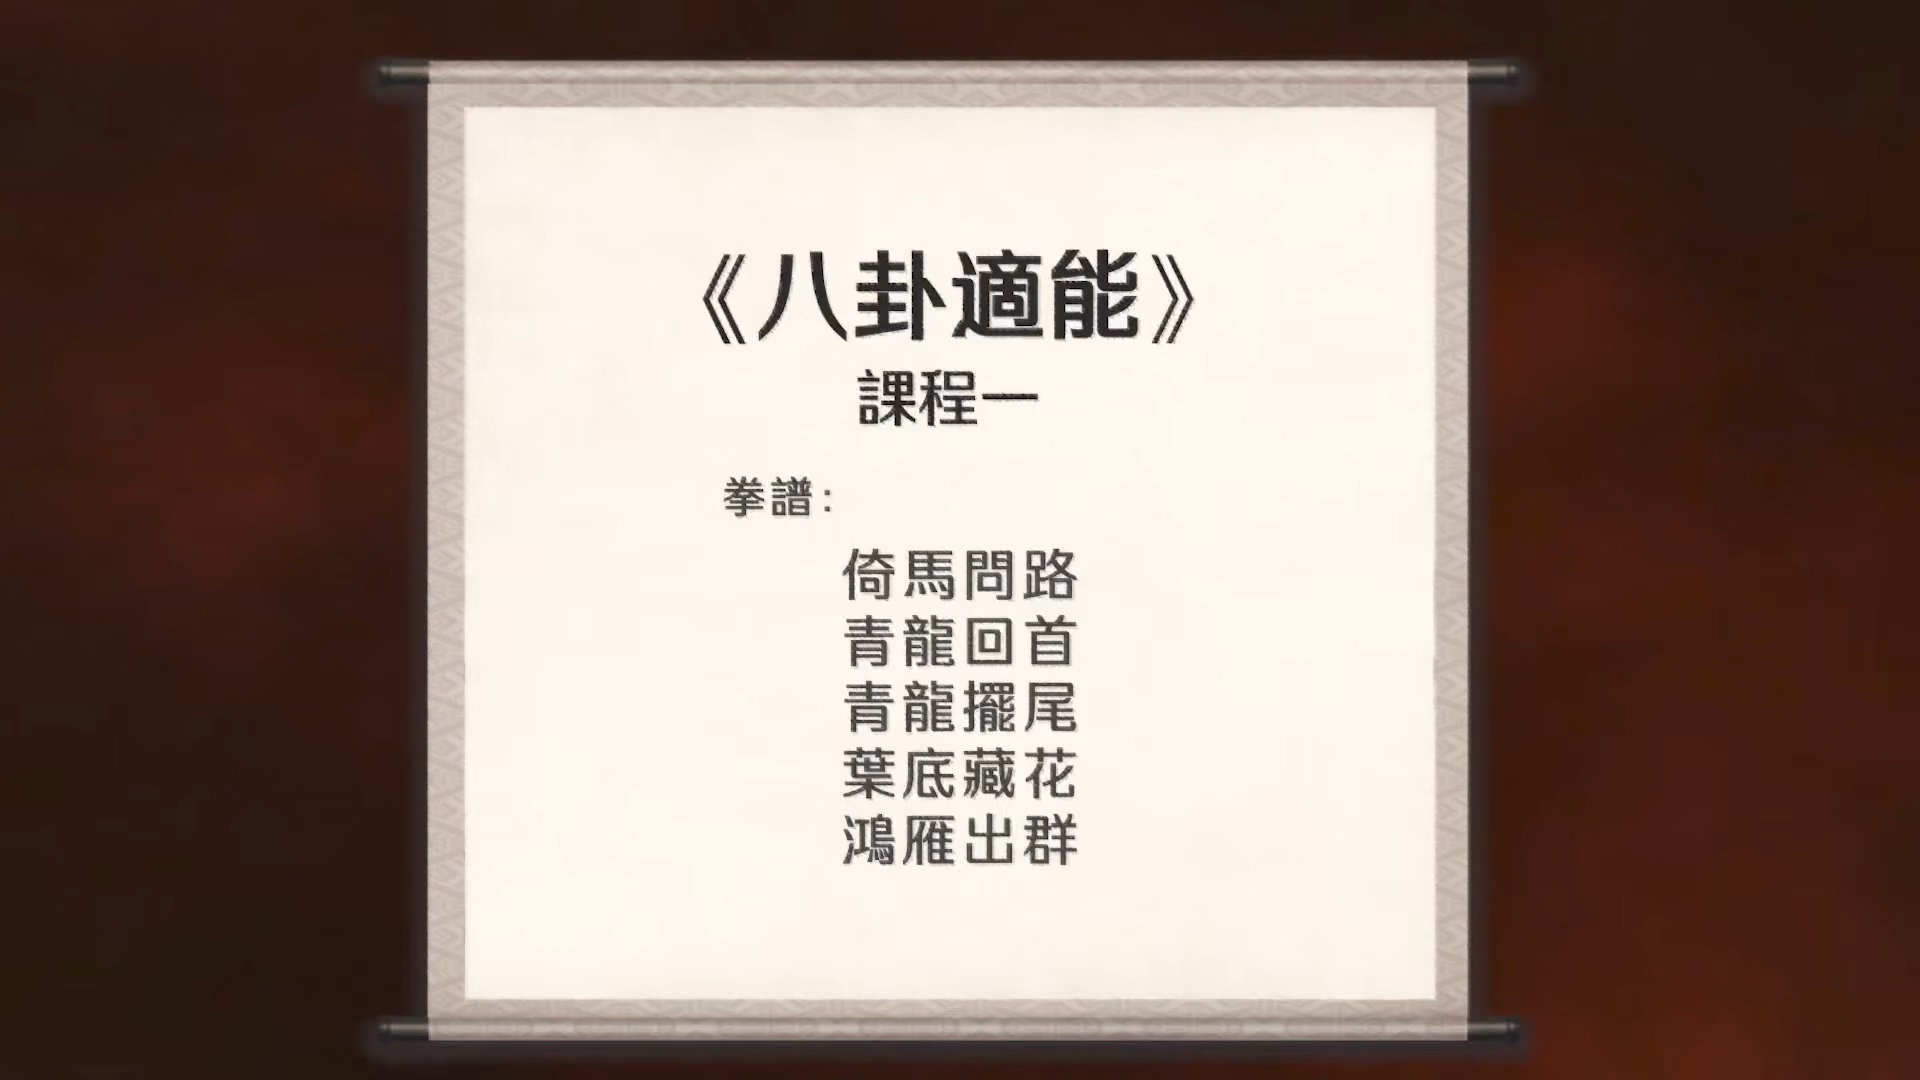 《八卦適能》
課程一
拳譜：
倚馬問路
青龍回首
青龍擺尾
葉底藏花
鴻雁出群